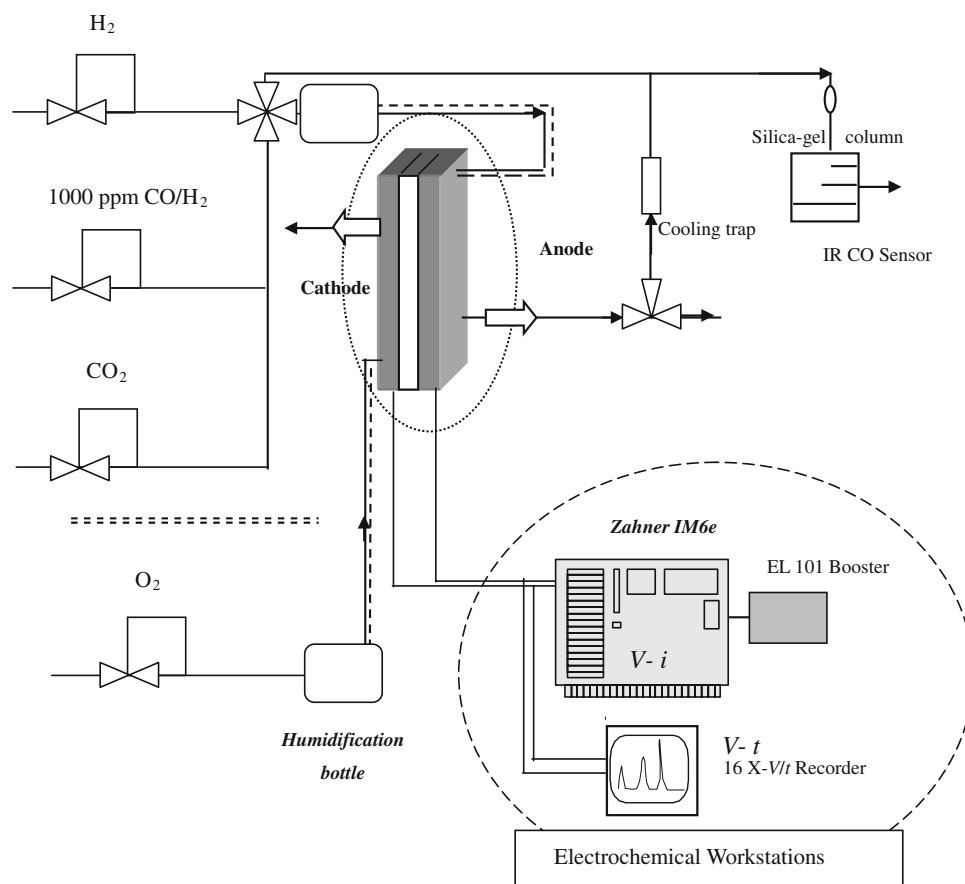 H₂
1000 ppm CO/H₂
CO₂
O₂
Humidification
bottle
Cathode
Anode
Cooling trap
Silica-gel column
IR CO Sensor
Zahner IM6e
EL 101 Booster
V- i
V- t
16 X-V/t Recorder
Electrochemical Workstations